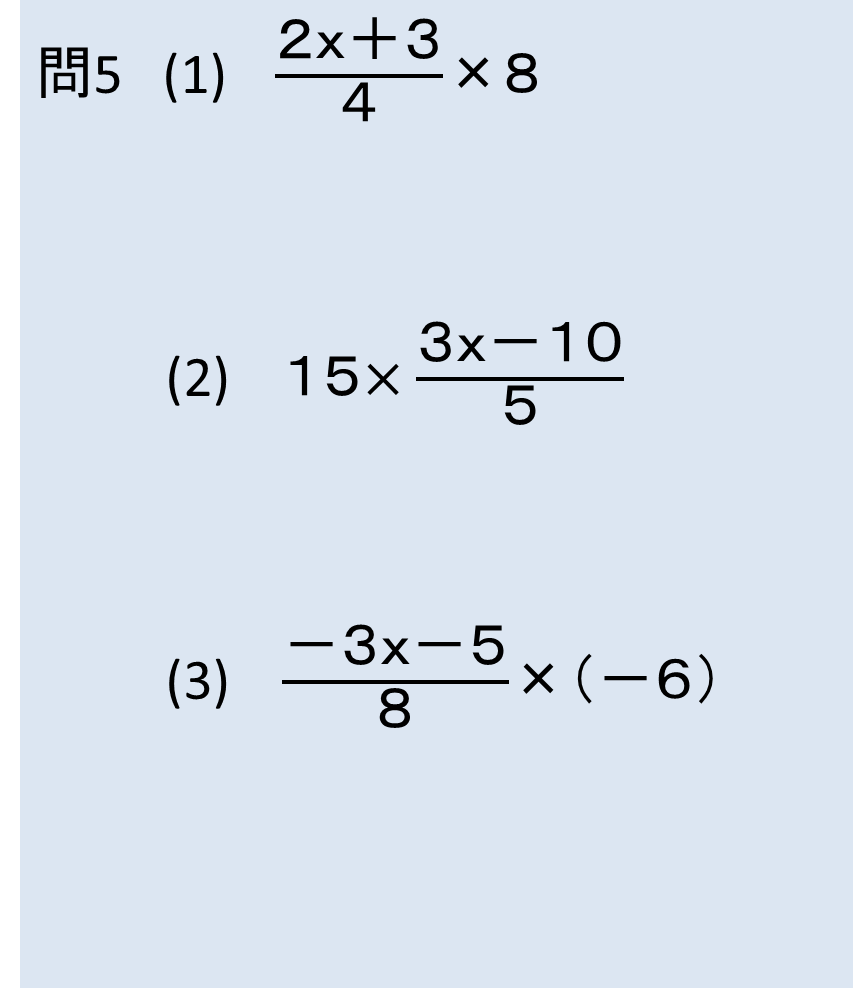 問5 (1) (2x+3)/4 × 8
(2) 15× (3x-10)/5
(3) (-3x-5)/8 ×(-6)